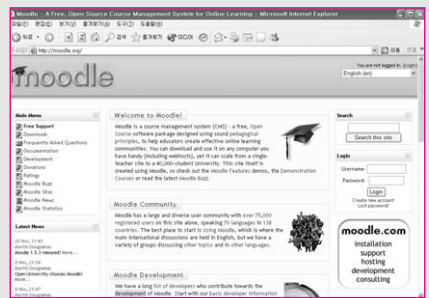 Moodle - A Free, Open Source Course Management System for Online Learning - Microsoft Internet Explorer
http://moodle.org/
moodle
You are not logged in. (Login)
English (en)
Main Menu
Free Support
Downloads
Frequently Asked Questions
Documentation
Development
Donations
Ratings
Moodle Buzz
Moodle Sites
Moodle News
Moodle Statistics
Latest News
20 Nov, 11:47
Martin Dougiamas
moodle 1.5.3 released! more...
Martin Dougiamas
Open University chooses Moodle!
more...
Welcome to Moodle!
Moodle is a course management system (CMS) - a free, Open
Source software package designed using sound pedagogical
principles, to help educators create effective online learning
communities. You can download and use it on any computer you
have handy (including webhosts), yet it can scale from a single-
teacher site to a 40,000-student University. This site itself is
created using Moodle, so check out the Moodle Features demos, the Demonstration
Courses or read the latest Moodle Buzz.
Moodle Community
Moodle has a large and diverse user community with over 75,000
registered users on this site alone, speaking 70 languages in 138
countries. The best place to start is Using Moodle, which is where the
main international discussions are held in English, but we have a
variety of groups discussing other topics and in other languages.
Moodle Development
We have a long list of developers who contribute towards the
development of Moodle. Start with our basic developer information
Search
Search this site
Login
Username:
Password:
Login
Create new account
Lost password?
moodle.com
installation
support
hosting
development
consulting